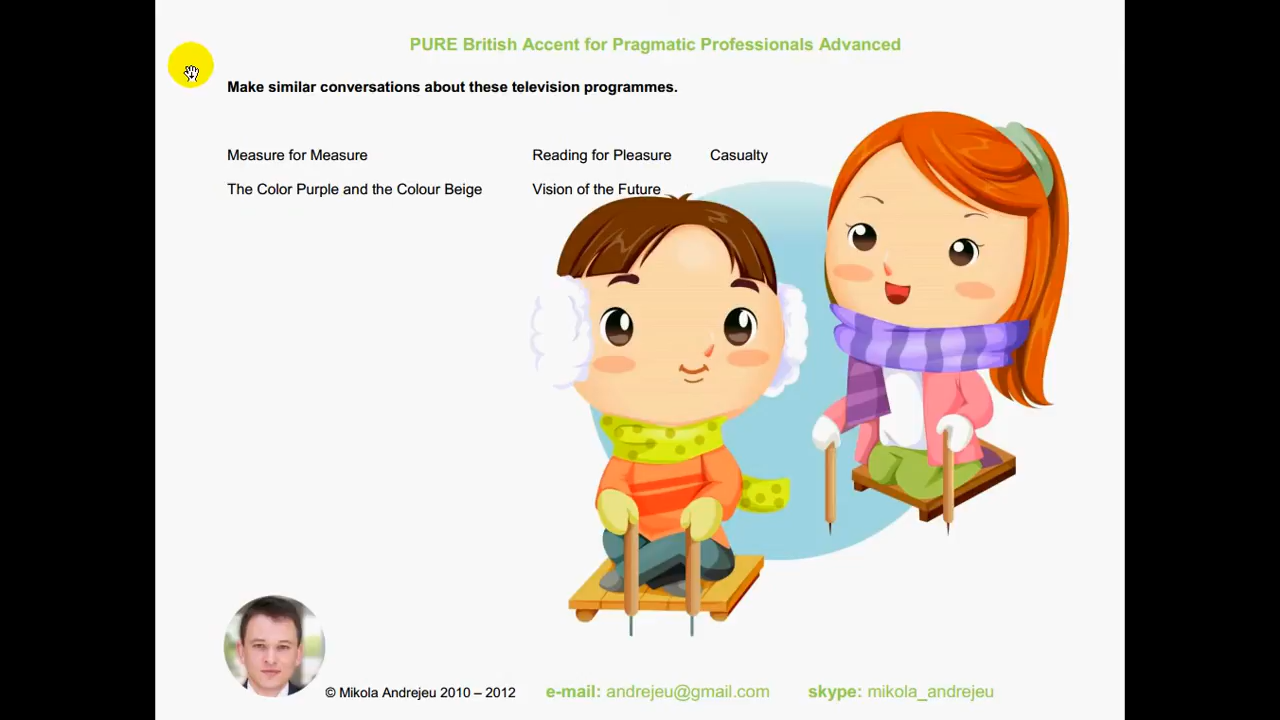 PURE British Accent for Pragmatic Professionals Advanced
Make similar conversations about these television programmes.
Measure for Measure Reading for Pleasure Casualty
The Color Purple and the Colour Beige Vision of the Future
© Mikola Andrejeu 2010 – 2012 e-mail: andrejeu@gmail.com skype: mikola_andrejeu